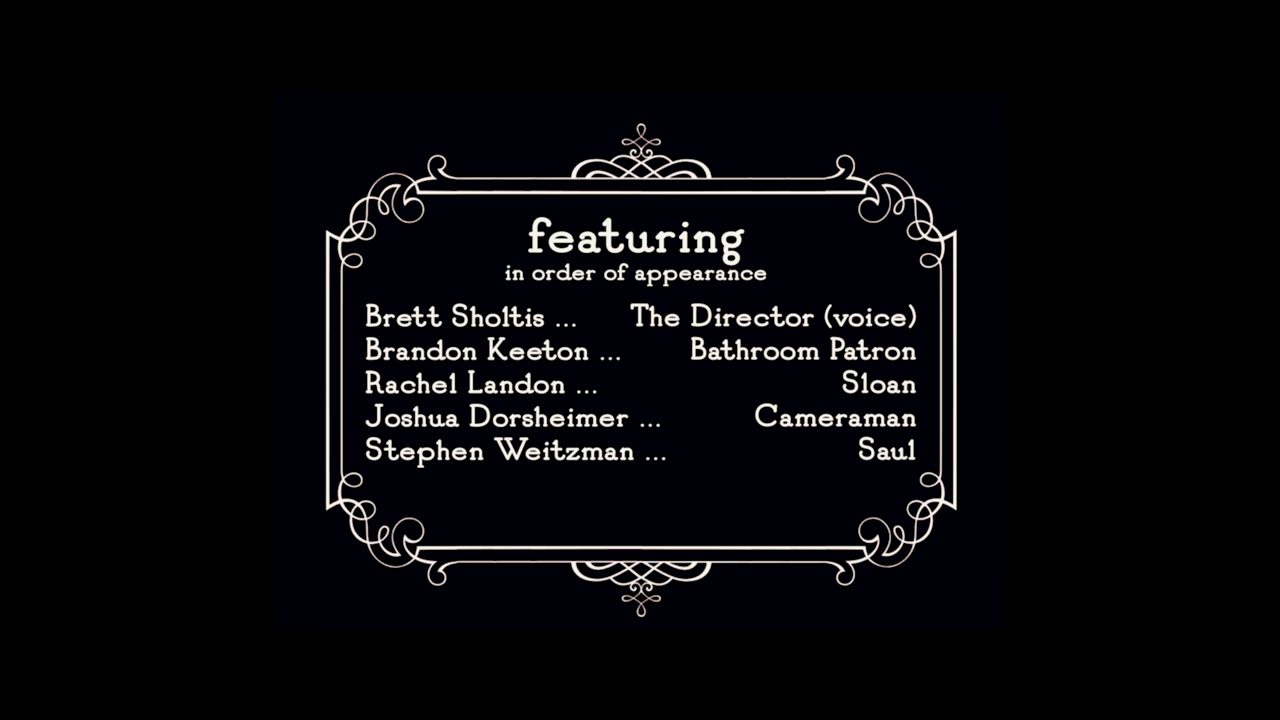 featuring
in order of appearance
Brett Sholtis ... The Director (voice)
Brandon Keeton ... Bathroom Patron
Rachel Landon ... Sloan
Joshua Dorsheimer ... Cameraman
Stephen Weitzman ... Saul